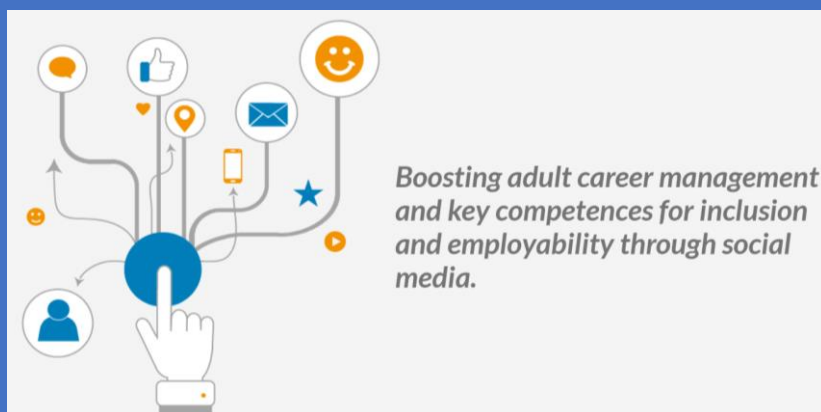 Boosting adult career management
and key competences for inclusion
and employability through social
media.